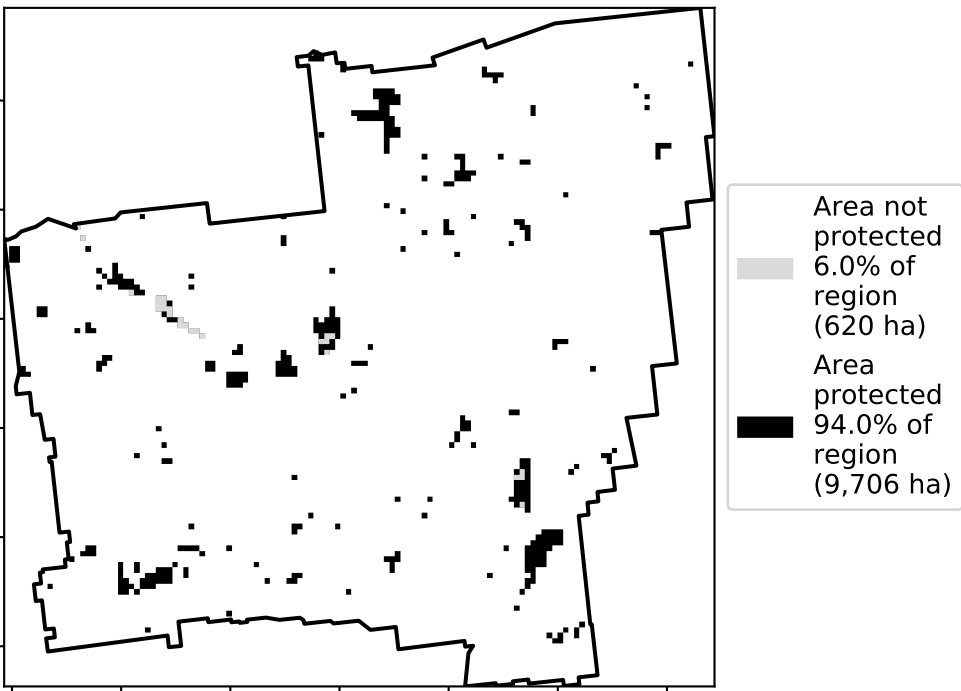 Area not
protected
6.0% of
region
(620 ha)
Area
protected
94.0% of
region
(9,706 ha)